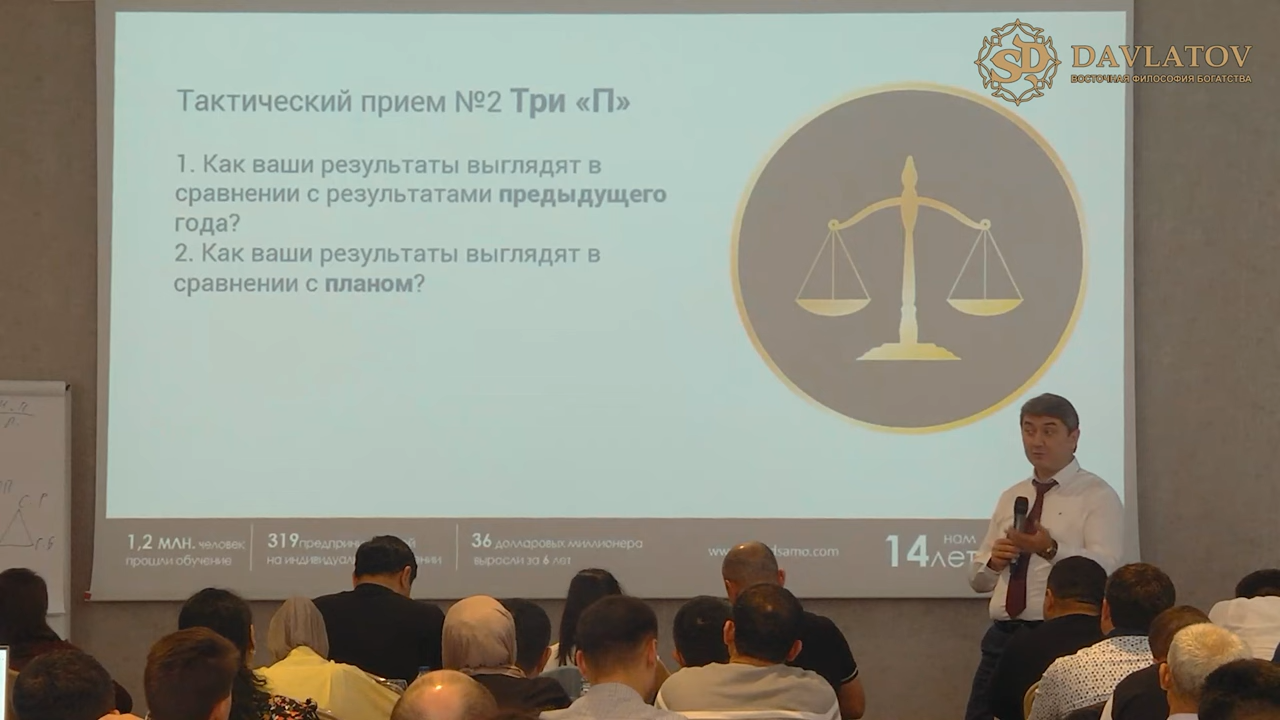 DAVLATOV
ВОСТОЧНАЯ ФИЛОСОФИЯ БОГАТСТВА
Тактический прием №2 Три «П»
1. Как ваши результаты выглядят в
сравнении с результатами предыдущего
года?
2. Как ваши результаты выглядят в
сравнении с планом?
1,2 МЛН. человек
прошли обучение
319
на
36 долларовых миллионера
выросли за 6 лет
14 нам
лет